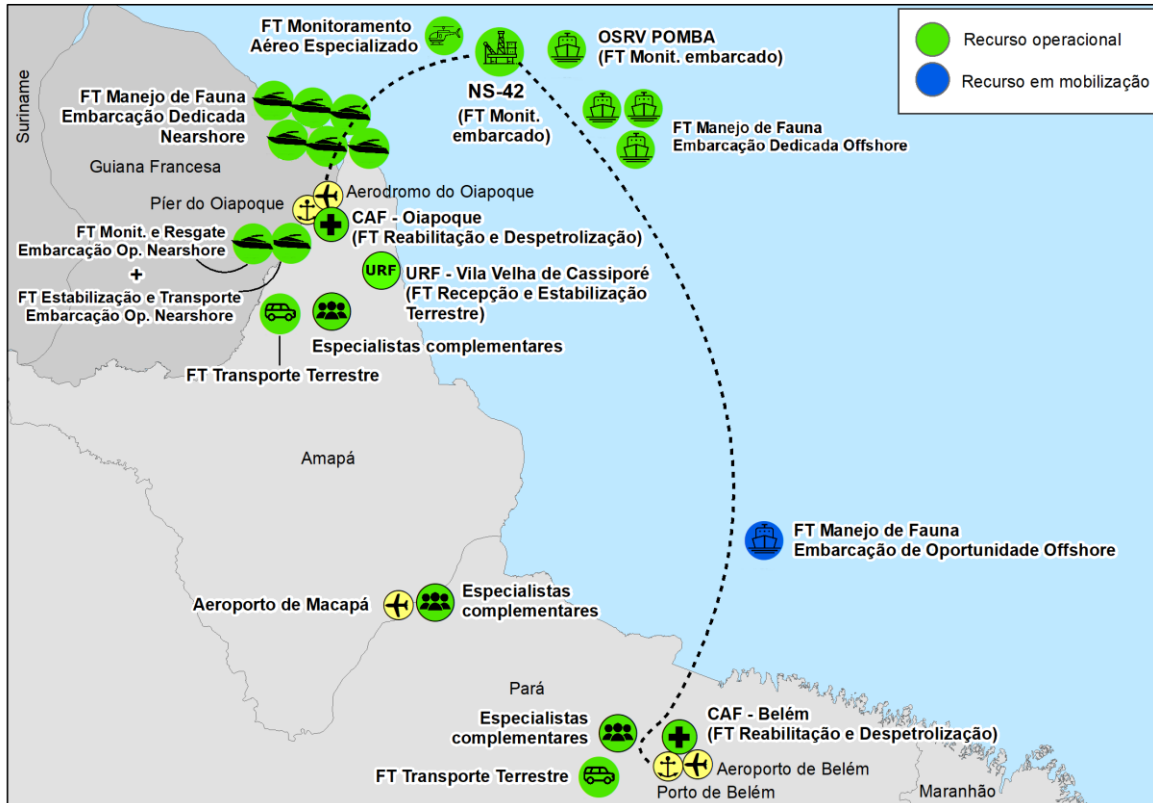 FT Monitoramento
Aéreo Especializado
OSRV POMBA
(FT Monit. embarcado)
Recurso operacional
Recurso em mobilização
NS-42
(FT Monit.
embarcado)
Suriname
FT Manejo de Fauna
Embarcação Dedicada
Nearshore
FT Manejo de Fauna
Embarcação Dedicada Offshore
Guiana Francesa
Aerodromo do Oiapoque
Píer do Oiapoque
CAF - Oiapoque
(FT Reabilitação e Despetrolização)
FT Monit. e Resgate
Embarcação Op. Nearshore
+
FT Estabilização e Transporte
Embarcação Op. Nearshore
URF
URF - Vila Velha de Cassiporé
(FT Recepção e Estabilização
Terrestre)
Especialistas complementares
FT Transporte Terrestre
Amapá
FT Manejo de Fauna
Embarcação de Oportunidade Offshore
Aeroporto de Macapá
Especialistas
complementares
Pará
Especialistas
complementares
CAF - Belém
(FT Reabilitação e Despetrolização)
FT Transporte Terrestre
Aeroporto de Belém
Porto de Belém
Maranhão